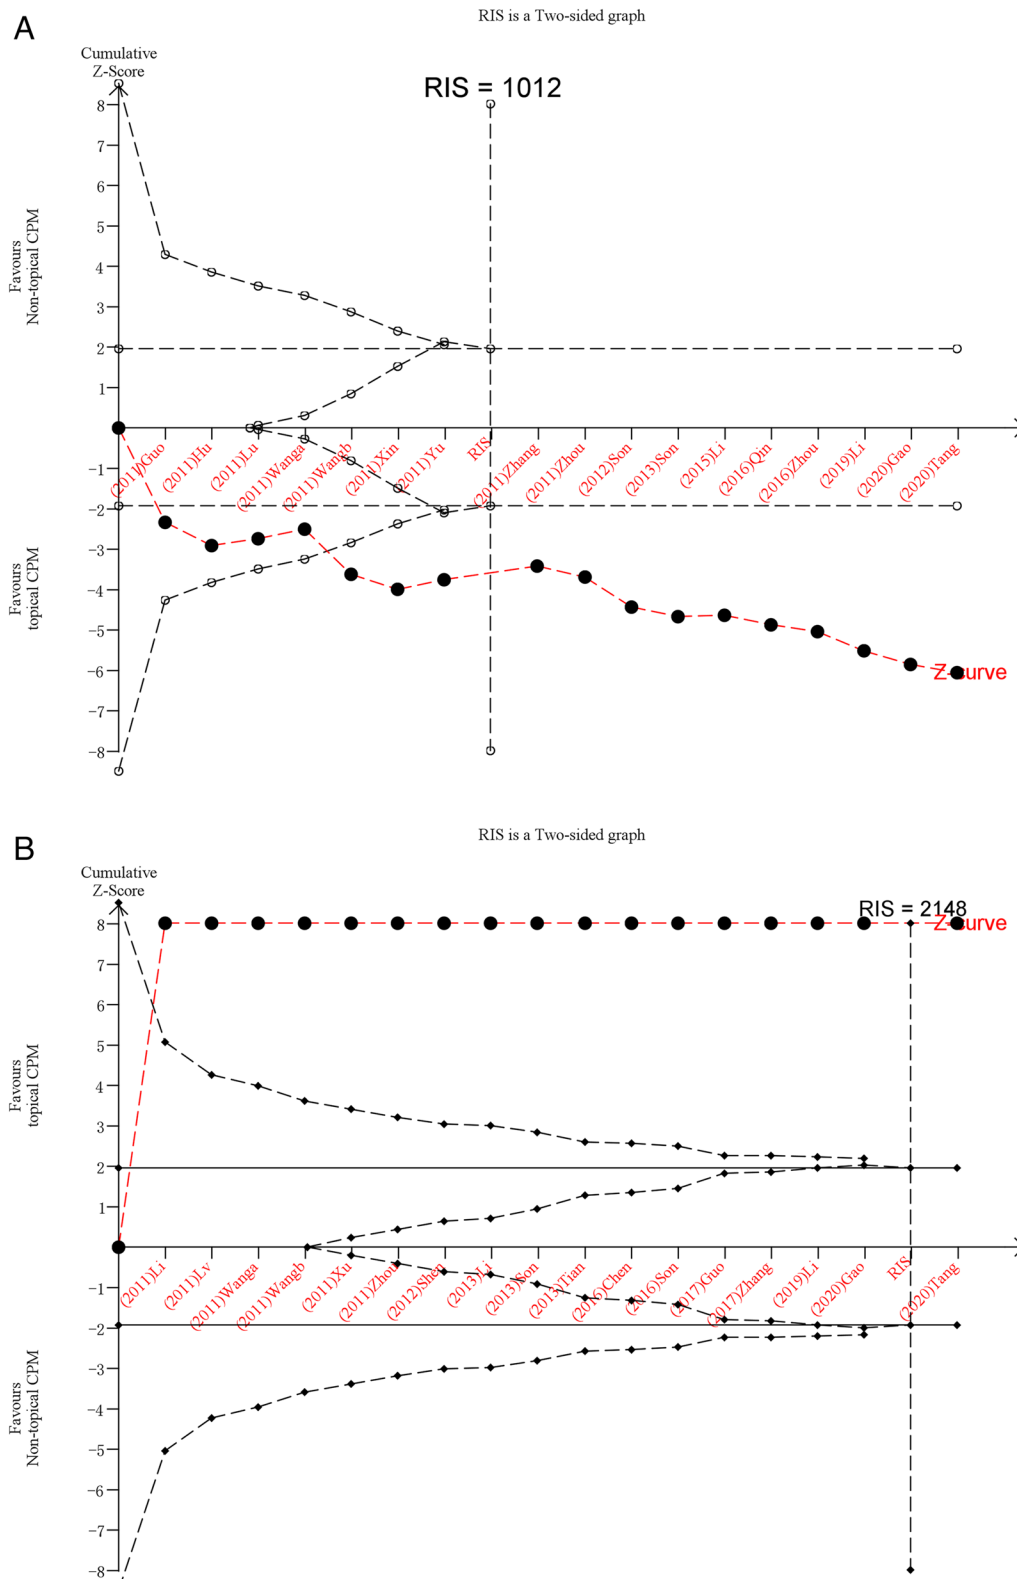 A
RIS is a Two-sided graph
Cumulative
Z-Score
RIS = 1012
8
7
6
5
4
3
2
1
-1
-2
-3
-4
-5
-6
-7
-8
Favours
Non-topical CPM
Favours
topical CPM
(2011)Guo
(2011)Hu
(2011)Lu
(2011)Wanga
(2011)Wangb
(2011)Xin
(2011)Yu
RIS
(2011)Zhang
(2011)Zhou
(2012)Son
(2013)Son
(2015)Li
(2016)Qin
(2016)Zhou
(2019)Li
(2020)Gao
(2020)Tang
Z-curve
B
RIS is a Two-sided graph
Cumulative
Z-Score
RIS = 2148
Z-curve
8
7
6
5
4
3
2
1
-1
-2
-3
-4
-5
-6
-7
-8
Favours
topical CPM
Favours
Non-topical CPM
(2011)Li
(2011)Lv
(2011)Wanga
(2011)Wangb
(2011)Xu
(2011)Zhou
(2012)Shen
(2013)Li
(2013)Son
(2013)Tian
(2016)Chen
(2016)Son
(2017)Guo
(2017)Zhang
(2019)Li
(2020)Gao
RIS
(2020)Tang